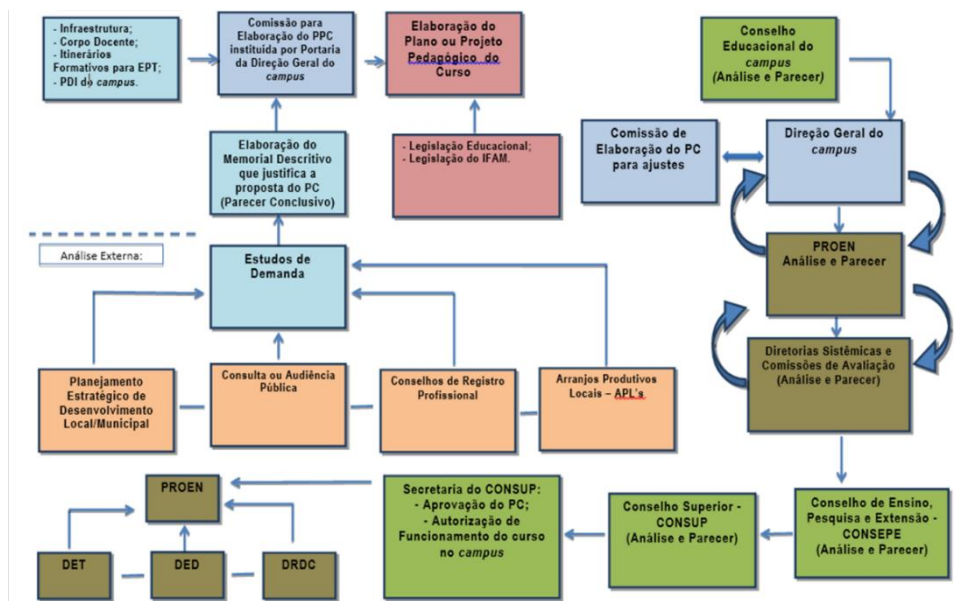 - Infraestrutura;
- Corpo Docente;
- Itinerários
Formativos para EPT;
- PDI do campus.
Comissão para
Elaboração do PPC
instituída por Portaria
da Direção Geral do
campus
Elaboração do
Plano ou Projeto
Pedagógico do
Curso
Conselho
Educacional do
campus
(Análise e Parecer)
Elaboração do
Memorial Descritivo
que justifica a
proposta do PC
(Parecer Conclusivo)
- Legislação Educacional;
- Legislação do IFAM.
Comissão de
Elaboração do PC
para ajustes
Direção Geral do
campus
Análise Externa:
Estudos de
Demanda
PROEN
Análise e Parecer
Diretorias Sistêmicas e
Comissões de Avaliação
(Análise e Parecer)
Planejamento
Estratégico de
Desenvolvimento
Local/Municipal
Consulta ou Audiência
Pública
Conselhos de Registro
Profissional
Arranjos Produtivos
Locais – APL's
PROEN
DET
DED
DRDC
Secretaria do CONSUP:
- Aprovação do PC;
- Autorização de
Funcionamento do curso
no campus
Conselho Superior -
CONSUP
(Análise e Parecer)
Conselho de Ensino,
Pesquisa e Extensão -
CONSEPE
(Análise e Parecer)